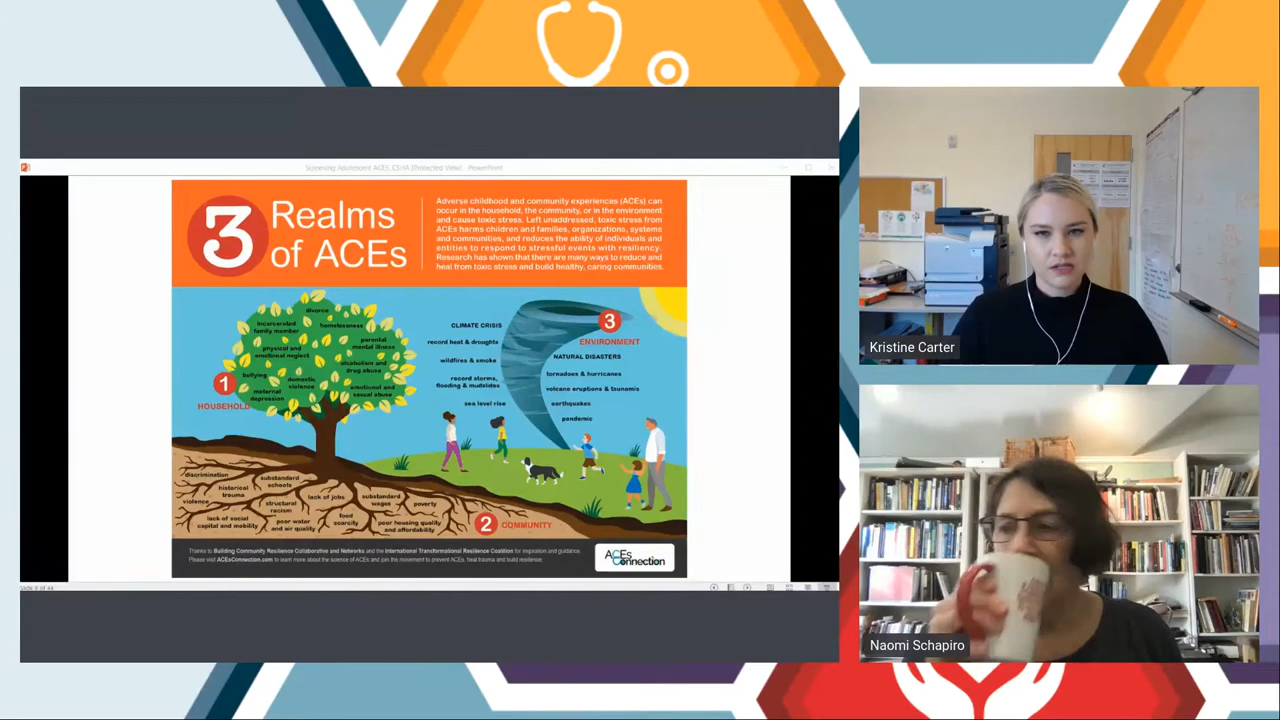 Screening Adolescent ACES_CSHA [Protected View] - PowerPoint
3 Realms
of ACEs
Adverse childhood and community experiences (ACEs) can
occur in the household, the community, or in the environment
and cause toxic stress. Left unaddressed, toxic stress from
ACEs harms children and families, organizations, systems
and communities, and reduces the ability of individuals and
entities to respond to stressful events with resiliency.
Research has shown that there are many ways to reduce and
heal from toxic stress and build healthy, caring communities.
divorce
incarcerated
family member
homelessness
parental
mental illness
physical and
emotional neglect
alcoholism and
drug abuse
bullying
domestic
violence
maternal
depression
emotional and
sexual abuse
1
HOUSEHOLD
CLIMATE CRISIS
record heat & droughts
wildfires & smoke
record storms,
flooding & mudslides
sea level rise
3
ENVIRONMENT
NATURAL DISASTERS
tornadoes & hurricanes
volcano eruptions & tsunamis
earthquakes
pandemic
discrimination
substandard
schools
historical
trauma
violence
structural
racism
lack of jobs
substandard
wages
poverty
lack of social
capital and mobility
poor water
and air quality
food
scarcity
poor housing quality
and affordability
2
COMMUNITY
Thanks to Building Community Resilience Collaborative and Networks and the International Transformational Resilience Coalition for inspiration and guidance.
Please visit ACEsConnection.com to learn more about the science of ACEs and join the movement to prevent ACEs, heal trauma and build resilience.
ACEs
Connection
Kristine Carter
Naomi Schapiro